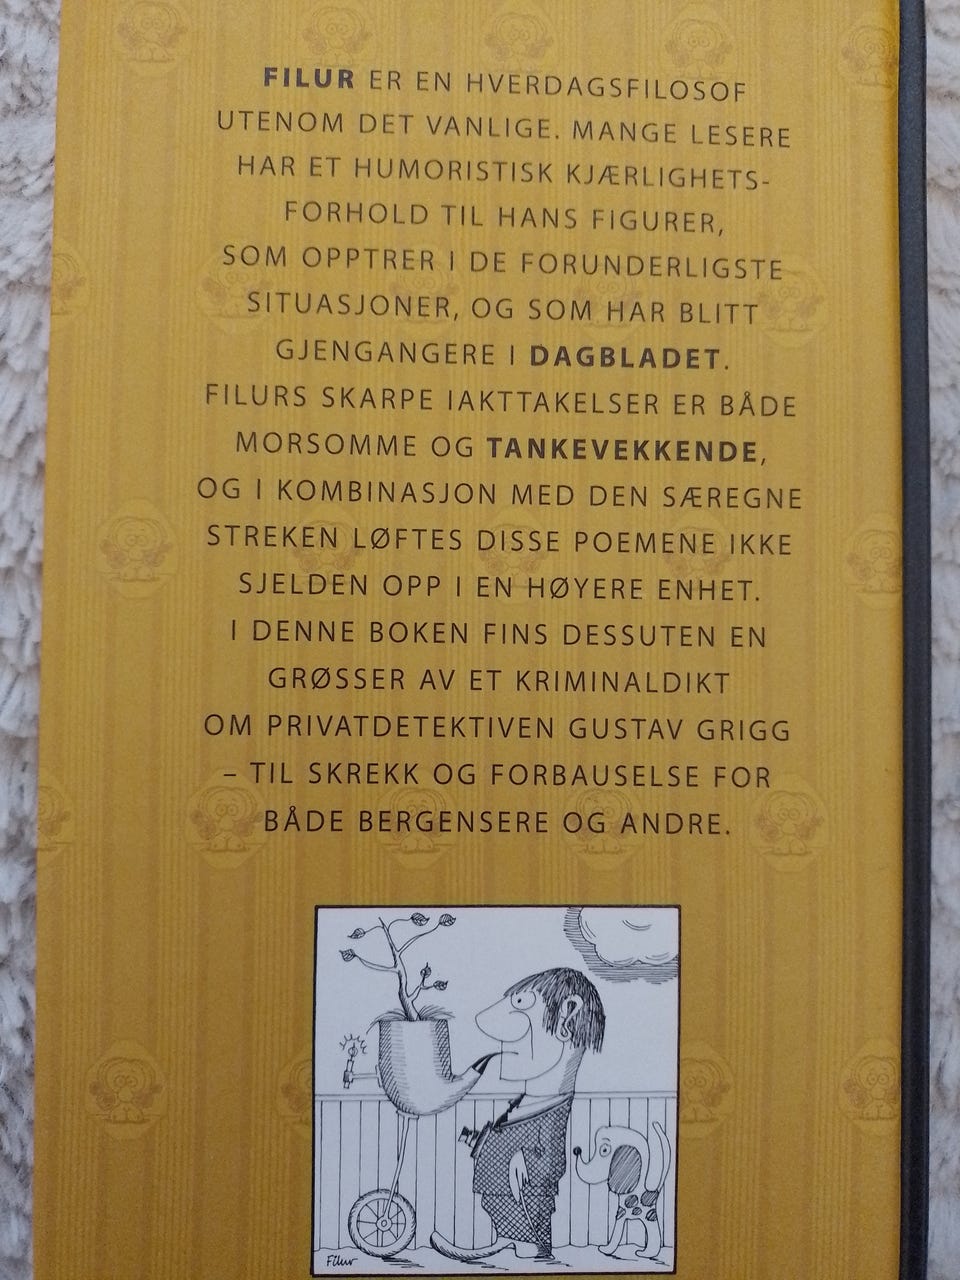 FILUR ER EN HVERDAGSFILOSOF
UTENOM DET VANLIGE. MANGE LESERE
HAR ET HUMORISTISK KJÆRLIGHETS-
FORHOLD TIL HANS FIGURER,
SOM OPPTRER I DE FORUNDERLIGSTE
SITUASJONER, OG SOM HAR BLITT
GJENGANGERE I DAGBLADET.
FILURS SKARPE IAKTTAKELSER ER BÅDE
MORSOMME OG TANKEVEKKENDE,
OG I KOMBINASJON MED DEN SÆREGNE
STREKEN LØFTES DISSE POEMENE IKKE
SJELDEN OPP I EN HØYERE ENHET.
I DENNE BOKEN FINS DESSUTEN EN
GRØSSER AV ET KRIMINALDIKT
OM PRIVATDETEKTIVEN GUSTAV GRIGG
– TIL SKREKK OG FORBAUSELSE FOR
BÅDE BERGENSERE OG ANDRE.
Filur